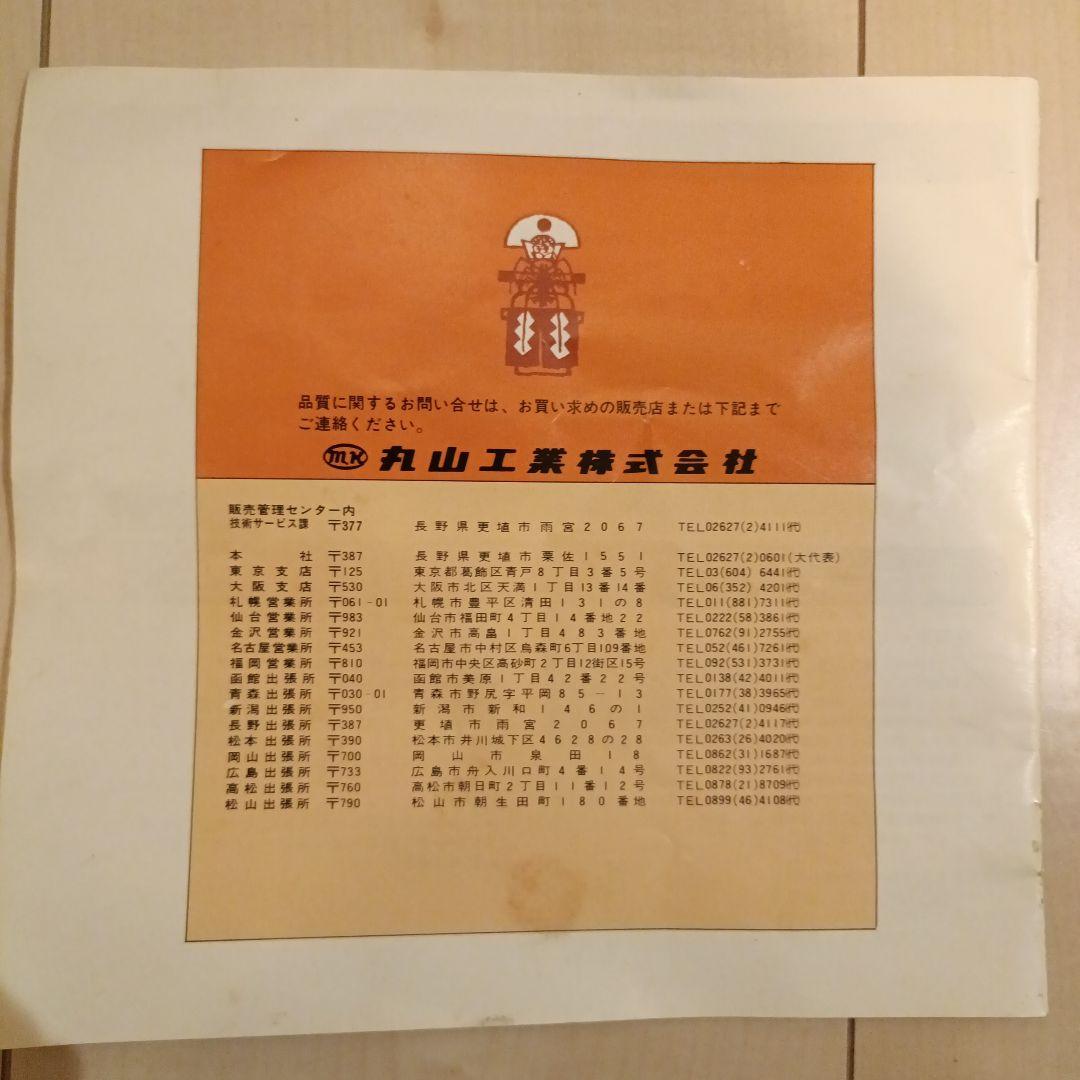 品質に関するお問い合せは、お買い求めの販売店または下記まで
ご連絡ください。
MK 丸山工業株式会社
販売管理センター内
技術サービス課 〒377 長野県更埴市雨宮2067 TEL02627(2)4111代
本社 〒387 長野県更埴市粟佐1551 TEL02627(2)0601(大代表)
東京支店 〒125 東京都葛飾区青戸8丁目3番5号 TEL03(604)6441代
大阪支店 〒530 大阪市北区天満1丁目13番14番 TEL06(352)4201代
札幌営業所 〒061-01 札幌市豊平区清田131の8 TEL011(881)7311代
仙台営業所 〒983 仙台市福田町4丁目14番地22 TEL0222(58)3861代
金沢営業所 〒921 金沢市高畠1丁目483番地 TEL0762(91)2755代
名古屋営業所 〒453 名古屋市中村区烏森町6丁目109番地 TEL052(461)7261代
福岡営業所 〒810 福岡市中央区高砂町2丁目12街区15号 TEL092(531)3731代
函館出張所 〒040 函館市美原1丁目42番22号 TEL0138(42)4011代
青森出張所 〒030-01 青森市野尻字平岡85-13 TEL0177(38)3965代
新潟出張所 〒950 新潟市新和146の1 TEL0252(41)0946代
長野出張所 〒387 更埴市雨宮2067 TEL02627(2)4117代
松本出張所 〒390 松本市井川城下区4628の28 TEL0263(26)4020代
岡山出張所 〒700 岡山市泉田18 TEL0862(31)1687代
広島出張所 〒733 広島市舟入川口町4番14号 TEL0822(93)2761代
高松出張所 〒760 高松市朝日町2丁目11番12号 TEL0878(21)8709代
松山出張所 〒790 松山市朝生田町180番地 TEL0899(46)4108代